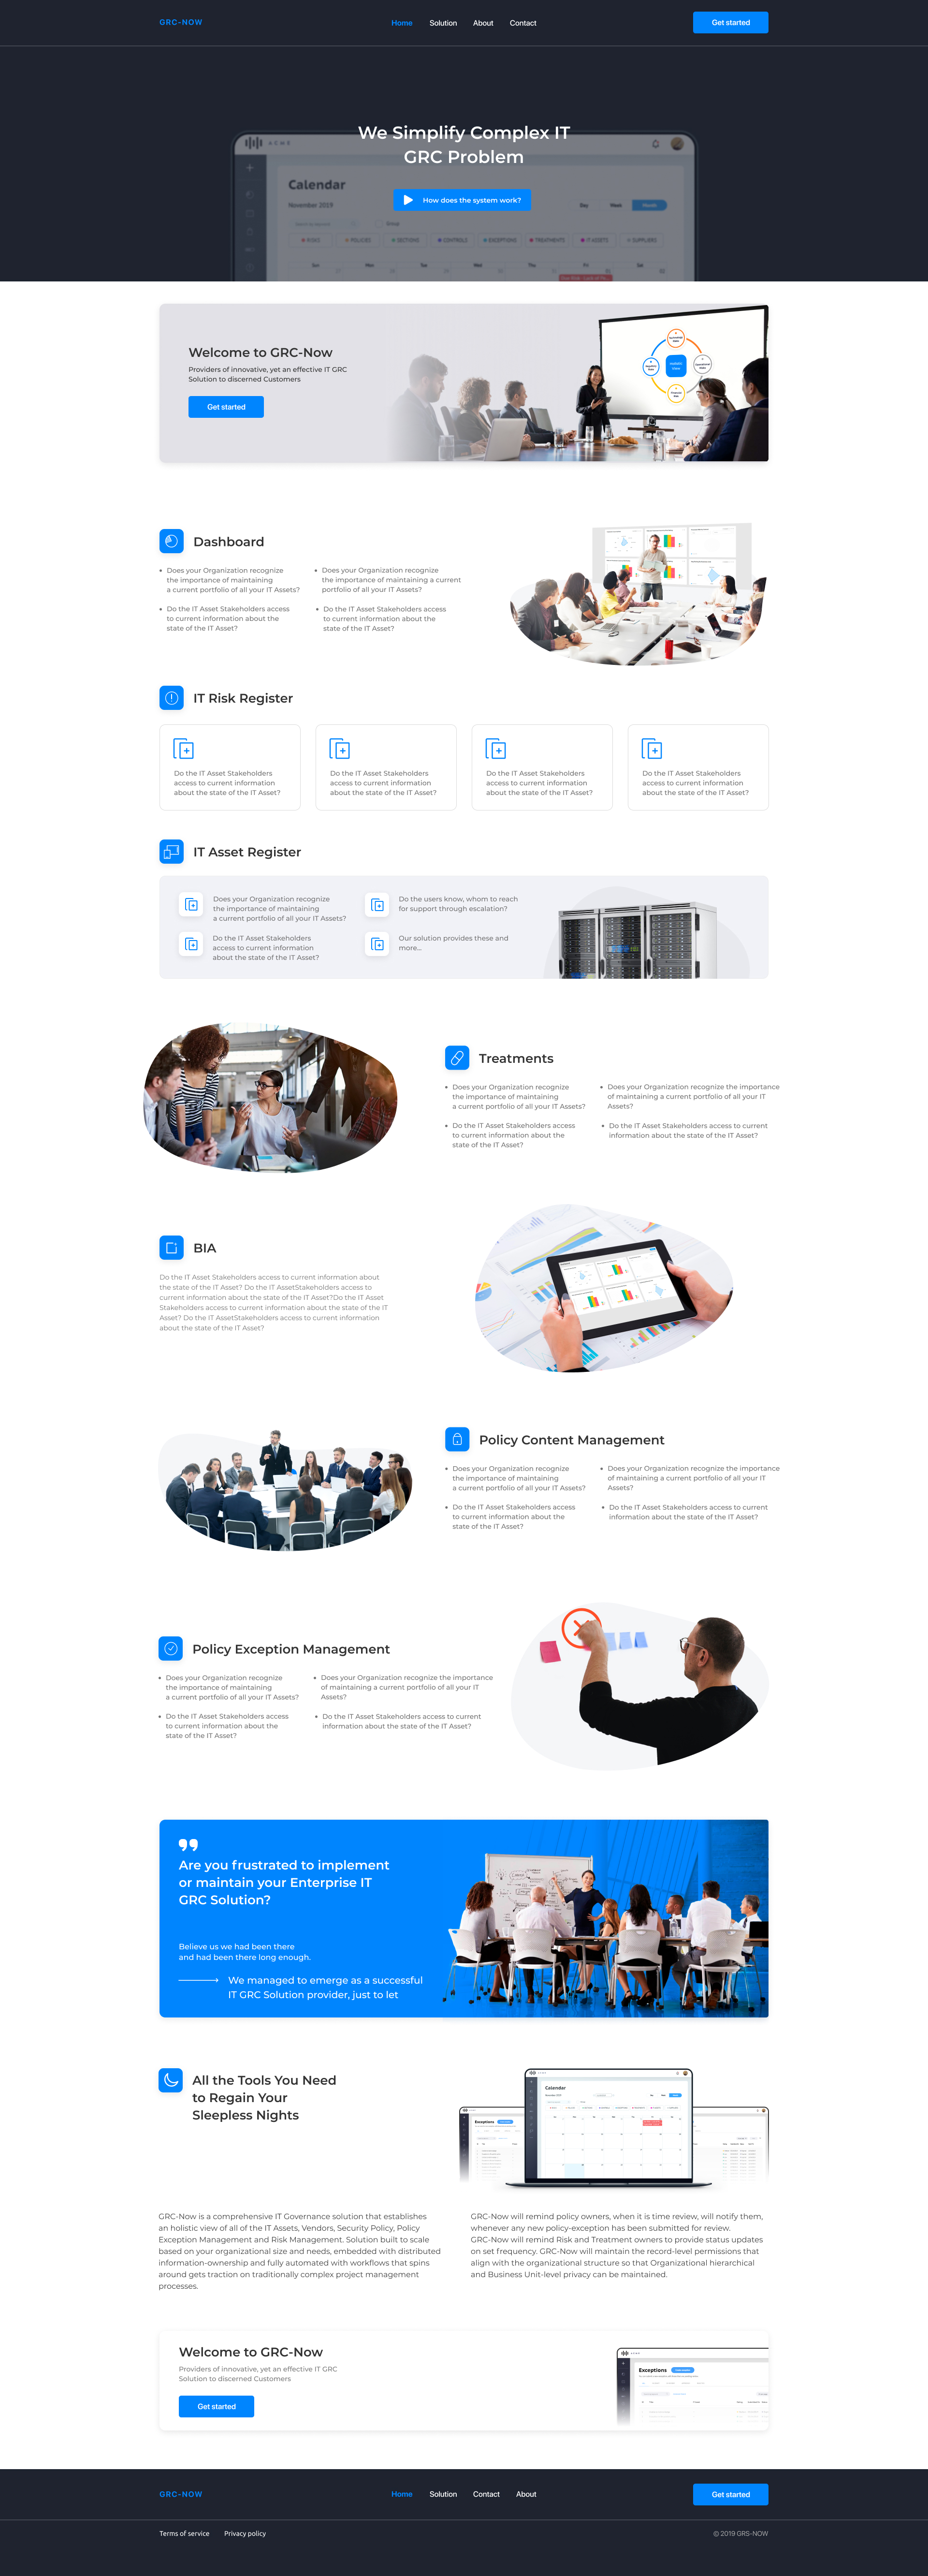 GRC-NOW
Home Solution About Contact
Get started
We Simplify Complex IT
GRC Problem
How does the system work?
ACME
Calendar
November 2019
Day Week Month
RISKS POLICIES SECTIONS CONTROLS EXCEPTIONS TREATMENTS IT ASSETS SUPPLIERS
Sun Mon Tue Wed Thu Fri Sat
Welcome to GRC-Now
Providers of innovative, yet an effective IT GRC
Solution to discerned Customers
Get started
Dashboard
Does your Organization recognize
the importance of maintaining
a current portfolio of all your IT Assets?
Do the IT Asset Stakeholders access
to current information about the
state of the IT Asset?
Does your Organization recognize
the importance of maintaining a current
portfolio of all your IT Assets?
Do the IT Asset Stakeholders access
to current information about the
state of the IT Asset?
IT Risk Register
Do the IT Asset Stakeholders
access to current information
about the state of the IT Asset?
Do the IT Asset Stakeholders
access to current information
about the state of the IT Asset?
Do the IT Asset Stakeholders
access to current information
about the state of the IT Asset?
Do the IT Asset Stakeholders
access to current information
about the state of the IT Asset?
IT Asset Register
Does your Organization recognize
the importance of maintaining
a current portfolio of all your IT Assets?
Do the IT Asset Stakeholders
access to current information
about the state of the IT Asset?
Do the users know, whom to reach
for support through escalation?
Our solution provides these and
more...
Treatments
Does your Organization recognize
the importance of maintaining
a current portfolio of all your IT Assets?
Do the IT Asset Stakeholders access
to current information about the
state of the IT Asset?
Does your Organization recognize the importance
of maintaining a current portfolio of all your IT
Assets?
Do the IT Asset Stakeholders access to current
information about the state of the IT Asset?
BIA
Do the IT Asset Stakeholders access to current information about
the state of the IT Asset? Do the IT AssetStakeholders access to
current information about the state of the IT Asset?Do the IT Asset
Stakeholders access to current information about the state of the IT
Asset? Do the IT AssetStakeholders access to current information
about the state of the IT Asset?
Policy Content Management
Does your Organization recognize
the importance of maintaining
a current portfolio of all your IT Assets?
Do the IT Asset Stakeholders access
to current information about the
state of the IT Asset?
Does your Organization recognize the importance
of maintaining a current portfolio of all your IT
Assets?
Do the IT Asset Stakeholders access to current
information about the state of the IT Asset?
Policy Exception Management
Does your Organization recognize
the importance of maintaining
a current portfolio of all your IT Assets?
Do the IT Asset Stakeholders access
to current information about the
state of the IT Asset?
Does your Organization recognize the importance
of maintaining a current portfolio of all your IT
Assets?
Do the IT Asset Stakeholders access to current
information about the state of the IT Asset?
Are you frustrated to implement
or maintain your Enterprise IT
GRC Solution?
Believe us we had been there
and had been there long enough.
We managed to emerge as a successful
IT GRC Solution provider, just to let
All the Tools You Need
to Regain Your
Sleepless Nights
Calendar
Exceptions
GRC-Now is a comprehensive IT Governance solution that establishes
an holistic view of all of the IT Assets, Vendors, Security Policy, Policy
Exception Management and Risk Management. Solution built to scale
based on your organizational size and needs, embedded with distributed
information-ownership and fully automated with workflows that spins
around gets traction on traditionally complex project management
processes.
GRC-Now will remind policy owners, when it is time review, will notify them,
whenever any new policy-exception has been submitted for review.
GRC-Now will remind Risk and Treatment owners to provide status updates
on set frequency. GRC-Now will maintain the record-level permissions that
align with the organizational structure so that Organizational hierarchical
and Business Unit-level privacy can be maintained.
Welcome to GRC-Now
Providers of innovative, yet an effective IT GRC
Solution to discerned Customers
Get started
Exceptions
GRC-NOW
Home Solution Contact About
Get started
Terms of service Privacy policy
© 2019 GRS-NOW